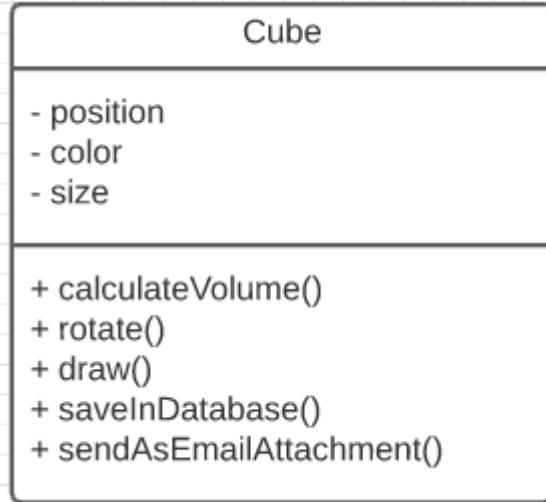 Cube
- position
- color
- size
+ calculateVolume()
+ rotate()
+ draw()
+ saveInDatabase()
+ sendAsEmailAttachment()